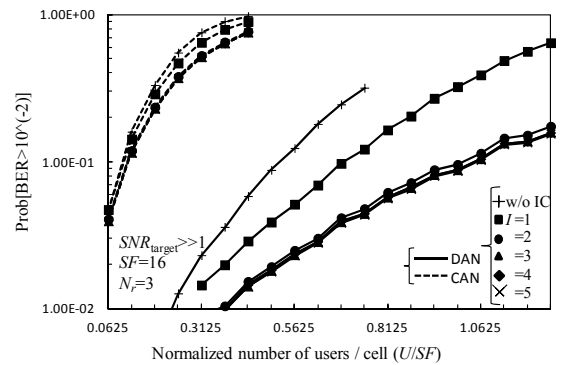 1.00E+00
1.00E-01
1.00E-02
Prob[BER>10^(-2)]
SNRtarget>>1
SF=16
Nr=3
w/o IC
I=1
=2
=3
=4
=5
DAN
CAN
0.0625 0.3125 0.5625 0.8125 1.0625
Normalized number of users / cell (U/SF)